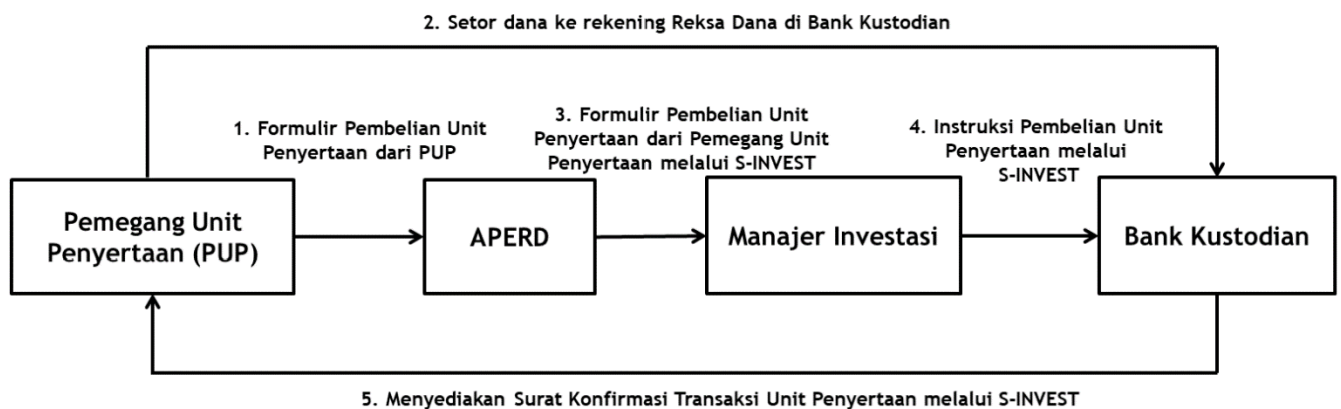 2. Setor dana ke rekening Reksa Dana di Bank Kustodian
1. Formulir Pembelian Unit
Penyertaan dari PUP
3. Formulir Pembelian Unit
Penyertaan dari Pemegang Unit
Penyertaan melalui S-INVEST
4. Instruksi Pembelian Unit
Penyertaan melalui
S-INVEST
Pemegang Unit
Penyertaan (PUP)
APERD
Manajer Investasi
Bank Kustodian
5. Menyediakan Surat Konfirmasi Transaksi Unit Penyertaan melalui S-INVEST